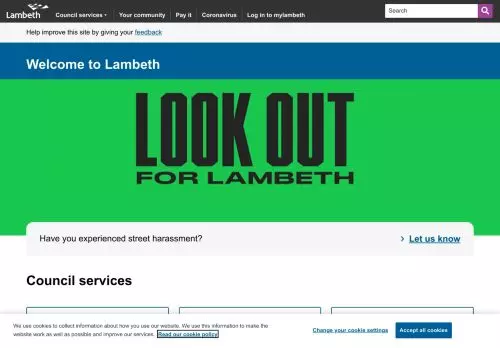 Lambeth
Council services
Your community
Pay it
Coronavirus
Log in to mylambeth
Search
Help improve this site by giving your feedback
Welcome to Lambeth
LOOK OUT
FOR LAMBETH
Have you experienced street harassment?
Let us know
Council services
We use cookies to collect information about how you use our website. We use this information to make the
website work as well as possible and improve our services. Read our cookie policy
Change your cookie settings
Accept all cookies